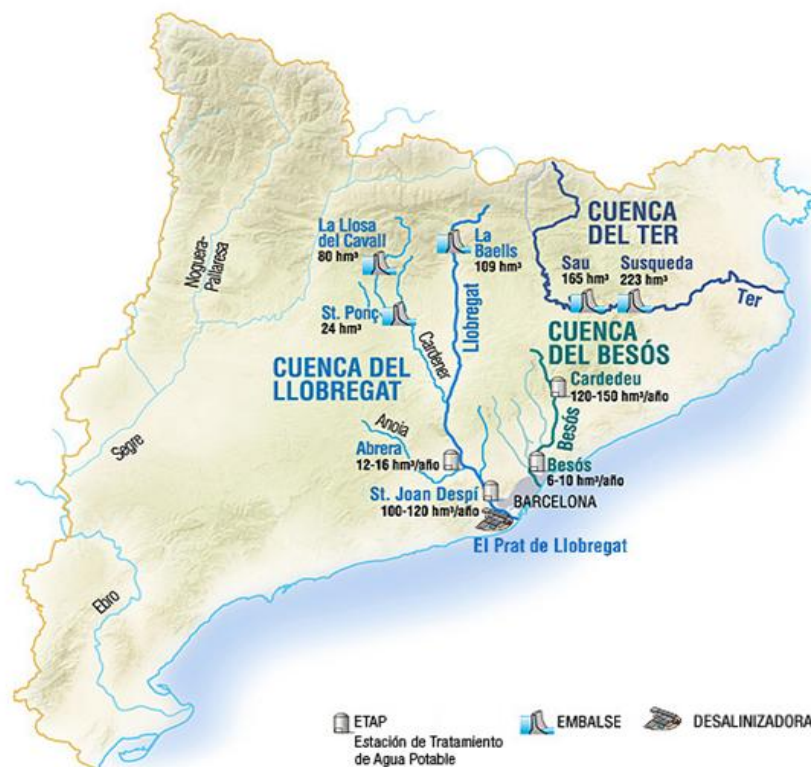 La Llosa
del Cavall
80 hm³
La
Baells
109 hm³
CUENCA
DEL TER
Sau
165 hm³
Susqueda
223 hm³
Ter
Noguera-
Pallaresa
St. Ponç
24 hm³
Cardener
Llobregat
CUENCA
DEL BESÓS
CUENCA DEL
LLOBREGAT
Cardedeu
120-150 hm³/año
Besós
Anoia
Segre
Abrera
12-16 hm³/año
Besós
6-10 hm³/año
St. Joan Despí
100-120 hm³/año
BARCELONA
El Prat de Llobregat
Ebro
ETAP
Estación de Tratamiento
de Agua Potable
EMBALSE
DESALINIZADORA